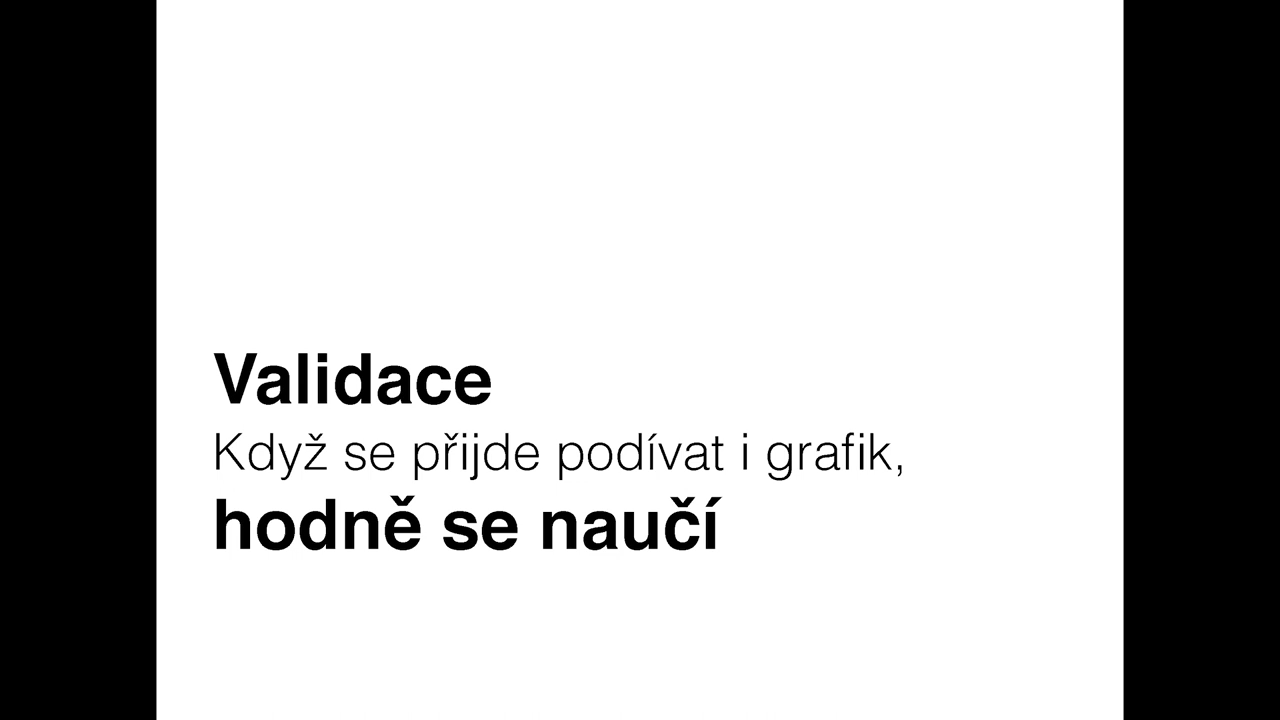 Validace
Když se přijde podívat i grafik,
hodně se naučí